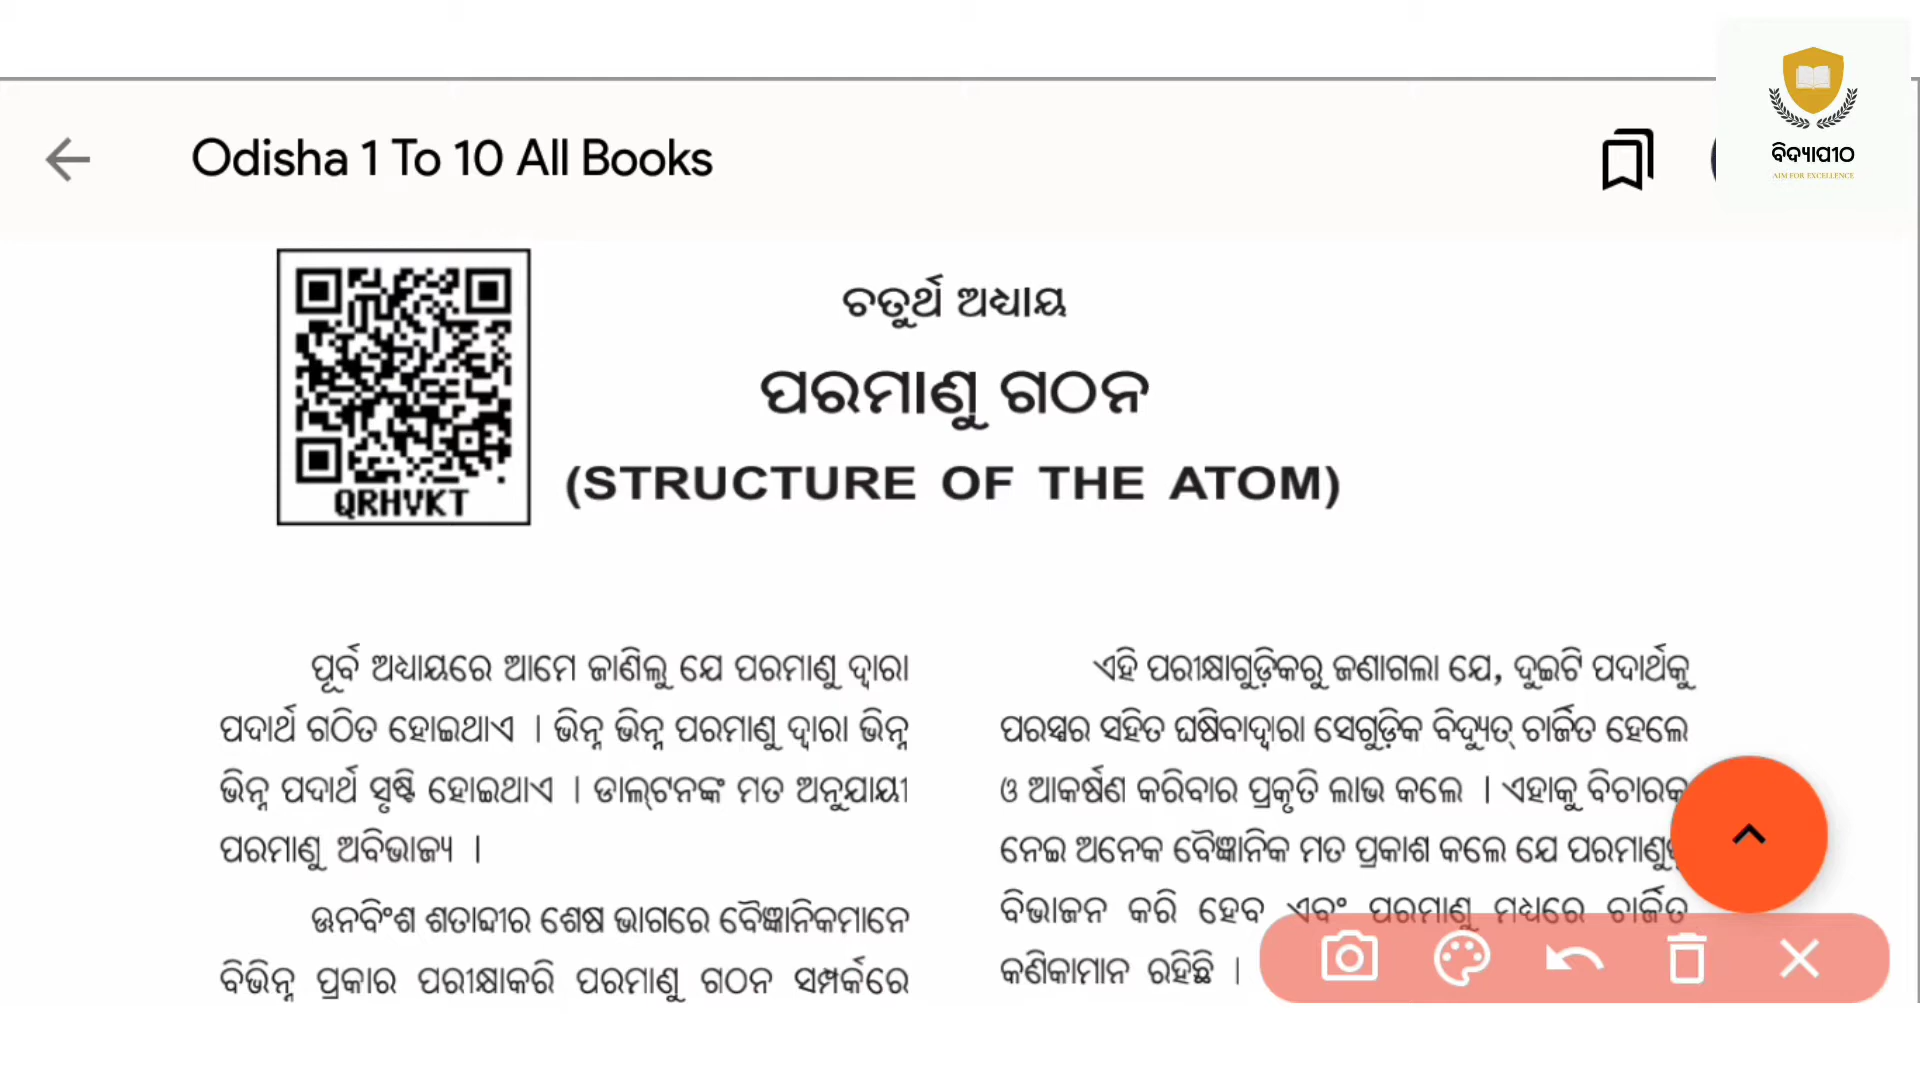 Odisha 1 To 10 All Books
ବିଦ୍ୟାପୀଠ
AIM FOR EXCELLENCE
QRHVKT
ଚତୁର୍ଥ ଅଧ୍ୟାୟ
ପରମାଣୁ ଗଠନ
(STRUCTURE OF THE ATOM)
ପୂର୍ବ ଅଧ୍ୟାୟରେ ଆମେ ଜାଣିଲୁ ଯେ ପରମାଣୁ ଦ୍ୱାରା
ପଦାର୍ଥ ଗଠିତ ହୋଇଥାଏ । ଭିନ୍ନ ଭିନ୍ନ ପରମାଣୁ ଦ୍ୱାରା ଭିନ୍ନ
ଭିନ୍ନ ପଦାର୍ଥ ସୃଷ୍ଟି ହୋଇଥାଏ । ଡାଲ୍‌ଟନଙ୍କ ମତ ଅନୁଯାୟୀ
ପରମାଣୁ ଅବିଭାଜ୍ୟ ।
ଊନବିଂଶ ଶତାବ୍ଦୀର ଶେଷ ଭାଗରେ ବୈଜ୍ଞାନିକମାନେ
ବିଭିନ୍ନ ପ୍ରକାର ପରୀକ୍ଷାକରି ପରମାଣୁ ଗଠନ ସମ୍ପର୍କରେ
ଏହି ପରୀକ୍ଷାଗୁଡ଼ିକରୁ ଜଣାଗଲା ଯେ, ଦୁଇଟି ପଦାର୍ଥକୁ
ପରସ୍ପର ସହିତ ଘଷିବାଦ୍ୱାରା ସେଗୁଡ଼ିକ ବିଦ୍ୟୁତ୍ ଚାର୍ଜିତ ହେଲେ
ଓ ଆକର୍ଷଣ କରିବାର ପ୍ରକୃତି ଲାଭ କଲେ । ଏହାକୁ ବିଚାରକୁ
ନେଇ ଅନେକ ବୈଜ୍ଞାନିକ ମତ ପ୍ରକାଶ କଲେ ଯେ
ବିଭାଜନ କରି ହେବ ଏବଂ ପରମାଣୁ ମଧ୍ୟରେ ଚାର୍ଜିତ
କଣିକାମାନ ରହିଛି ।